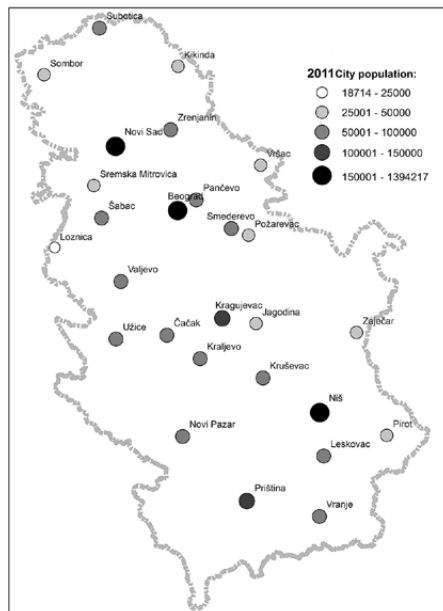 Subotica
Kikinda
Sombor
2011City population:
18714 - 25000
25001 - 50000
50001 - 100000
100001 - 150000
150001 - 1394217
Zrenjanin
Novi Sad
Vršac
Sremska Mitrovica
Pančevo
Beograd
Šabac
Smederevo
Požarevac
Loznica
Valjevo
Kragujevac
Jagodina
Zaječar
Užice
Čačak
Kraljevo
Kruševac
Niš
Novi Pazar
Pirot
Leskovac
Priština
Vranje